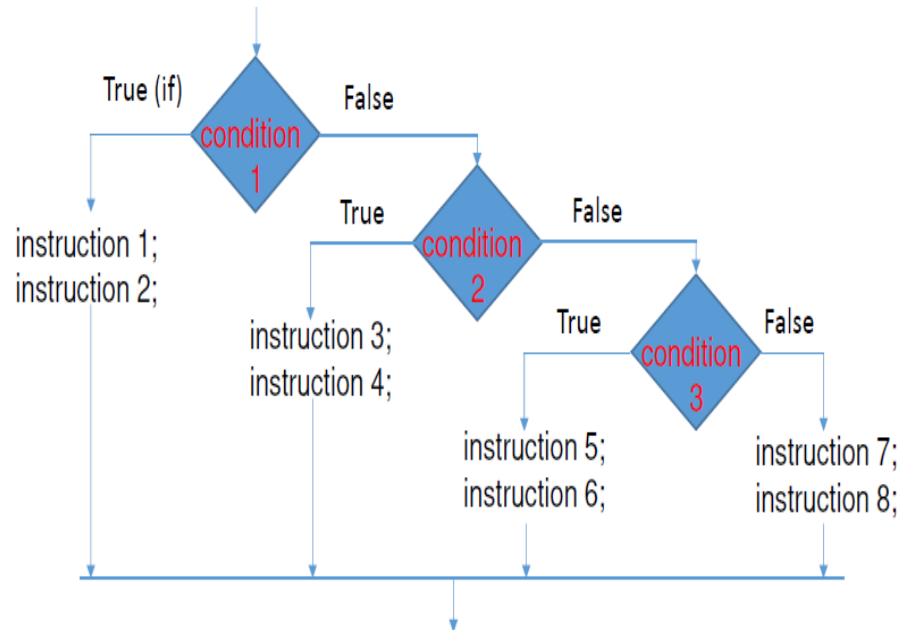 True (if)
False
condition
1
instruction 1;
instruction 2;
True
False
condition
2
instruction 3;
instruction 4;
True
False
condition
3
instruction 5;
instruction 6;
instruction 7;
instruction 8;